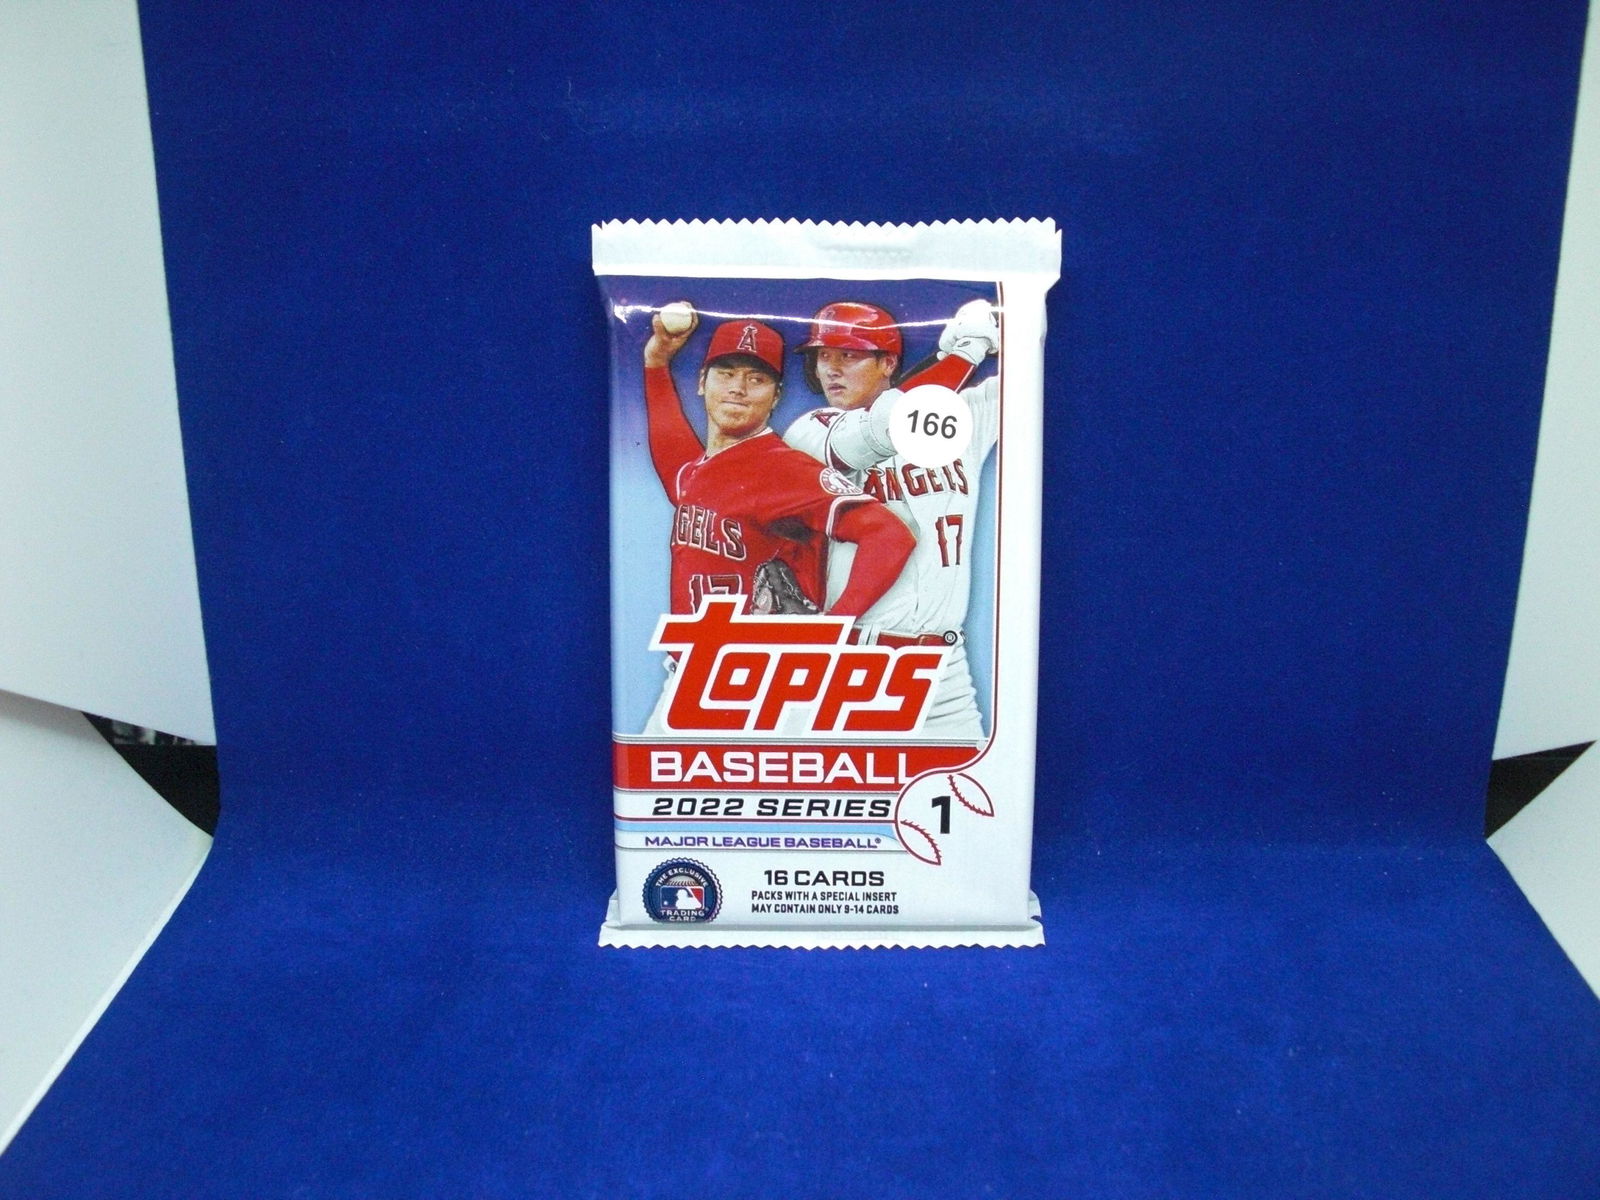 A
166
A
ANGELS
17
GELS
17
topps®
BASEBALL
2022 SERIES 1
MAJOR LEAGUE BASEBALL®
THE EXCLUSIVE
TRADING
CARD
16 CARDS
PACKS WITH A SPECIAL INSERT
MAY CONTAIN ONLY 9-14 CARDS